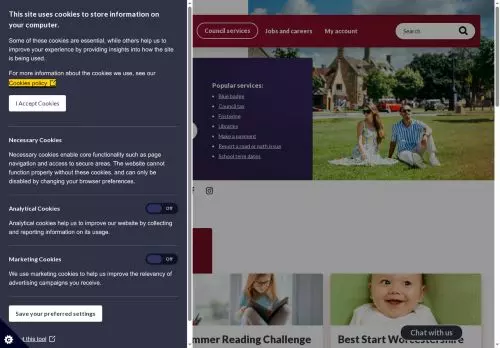 This site uses cookies to store information on
your computer.
Some of these cookies are essential, while others help us to
improve your experience by providing insights into how the site
is being used.
For more information about the cookies we use, see our
Cookies policy
I Accept Cookies
Necessary Cookies
Necessary cookies enable core functionality such as page
navigation and access to secure areas. The website cannot
function properly without these cookies, and can only be
disabled by changing your browser preferences.
Analytical Cookies
Off
Analytical cookies help us to improve our website by collecting
and reporting information on its usage.
Marketing Cookies
Off
We use marketing cookies to help us improve the relevancy of
advertising campaigns you receive.
Save your preferred settings
t this tool
Council services
Jobs and careers
My account
Search
Popular services:
Blue badge
Council tax
Fostering
Libraries
Make a payment
Report a road or path issue
School term dates
mmer Reading Challenge
Best Start Worcestershire
Chat with us